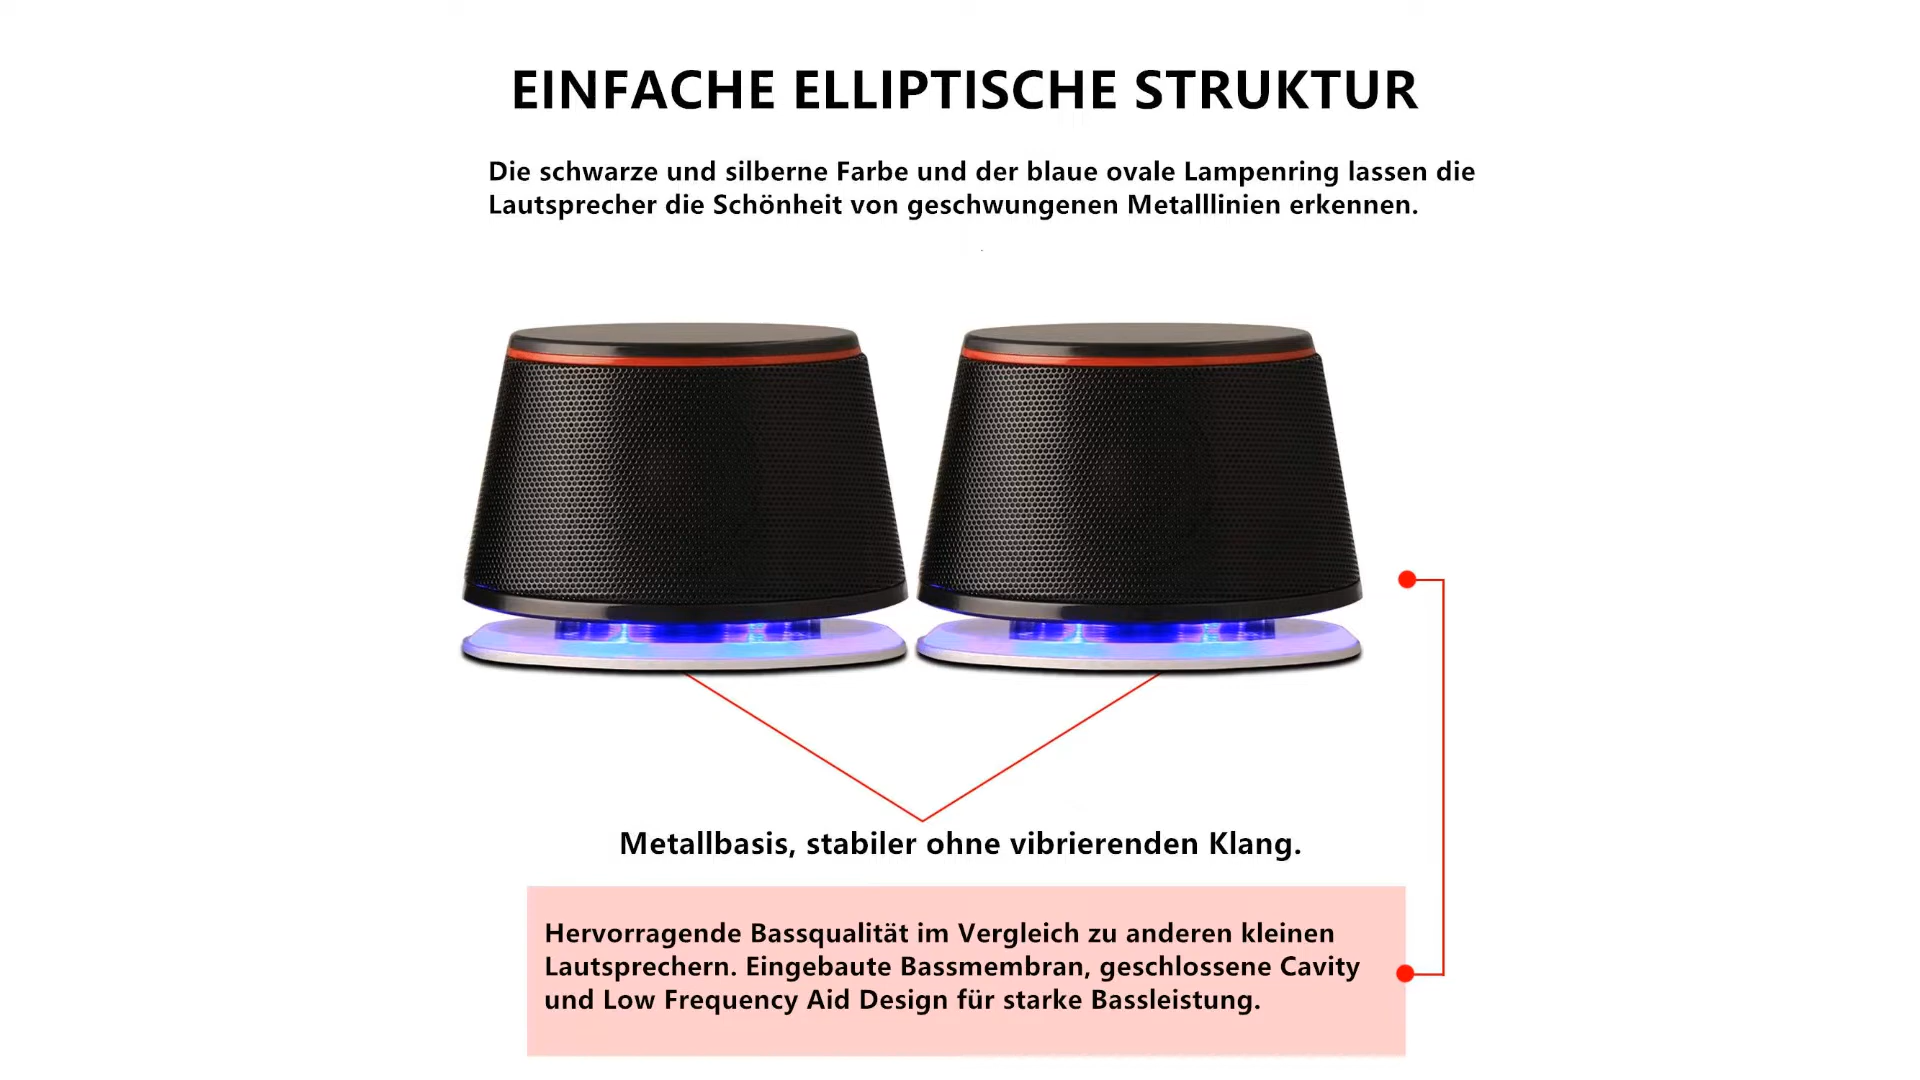 EINFACHE ELLIPTISCHE STRUKTUR
Die schwarze und silberne Farbe und der blaue ovale Lampenring lassen die
Lautsprecher die Schönheit von geschwungenen Metalllinien erkennen.
Metallbasis, stabiler ohne vibrierenden Klang.
Hervorragende Bassqualität im Vergleich zu anderen kleinen
Lautsprechern. Eingebaute Bassmembran, geschlossene Cavity
und Low Frequency Aid Design für starke Bassleistung.